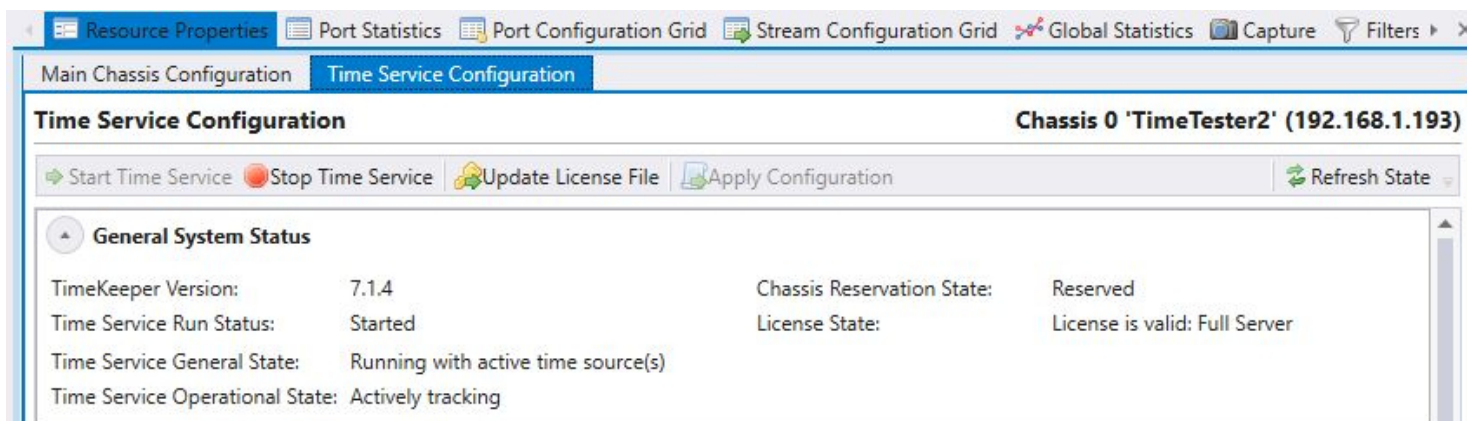 Resource Properties Port Statistics Port Configuration Grid Stream Configuration Grid Global Statistics Capture Filters
Main Chassis Configuration Time Service Configuration
Time Service Configuration Chassis 0 'TimeTester2' (192.168.1.193)
Start Time Service Stop Time Service Update License File Apply Configuration Refresh State
General System Status
TimeKeeper Version: 7.1.4 Chassis Reservation State: Reserved
Time Service Run Status: Started License State: License is valid: Full Server
Time Service General State: Running with active time source(s)
Time Service Operational State: Actively tracking